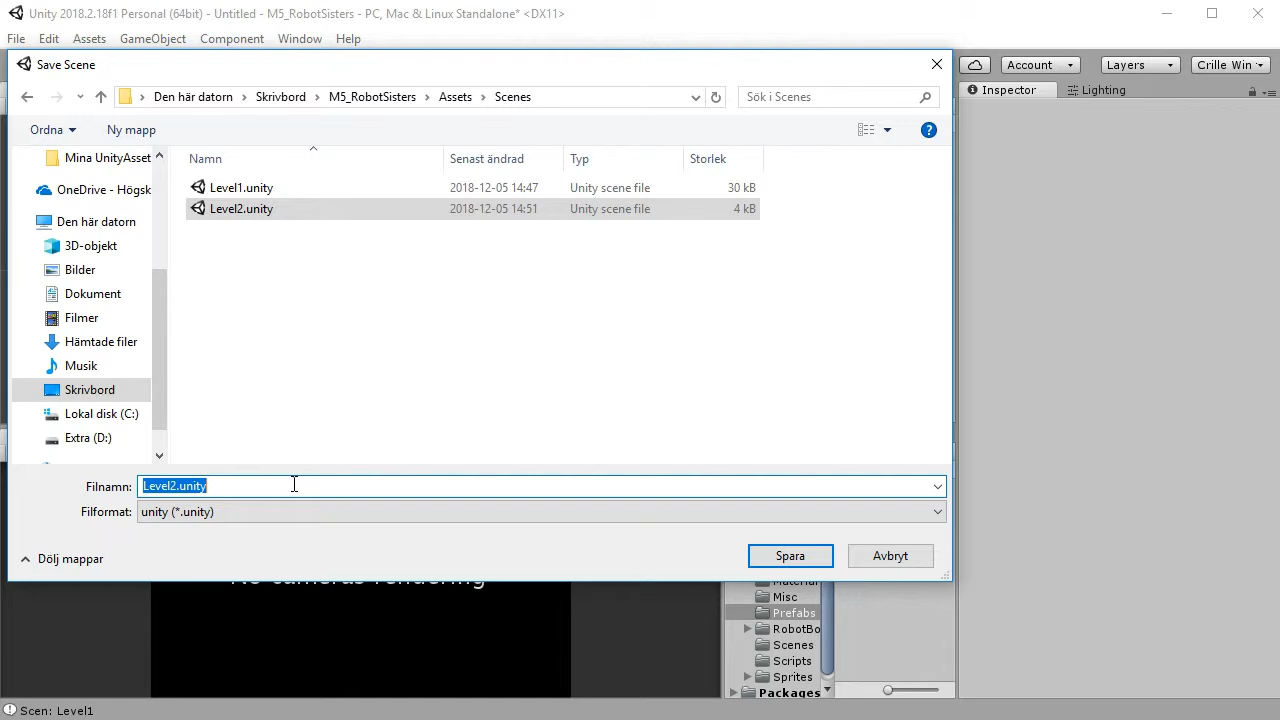 Unity 2018.2.18f1 Personal (64bit) - Untitled - M5_RobotSisters - PC, Mac & Linux Standalone* <DX11>
File Edit Assets GameObject Component Window Help
Save Scene
Account Layers Crille Win
Den här datorn > Skrivbord > M5_RobotSisters > Assets > Scenes
Sök i Scenes
Inspector Lighting
Ordna Ny mapp
Mina UnityAsset
OneDrive - Högsk
Den här datorn
3D-objekt
Bilder
Dokument
Filmer
Hämtade filer
Musik
Skrivbord
Lokal disk (C:)
Extra (D:)
Namn Senast ändrad Typ Storlek
Level1.unity 2018-12-05 14:47 Unity scene file 30 kB
Level2.unity 2018-12-05 14:51 Unity scene file 4 kB
Filnamn: Level2.unity
Filformat: unity (*.unity)
Dölj mappar
Spara Avbryt
No cameras rendering
Material
Misc
Prefabs
RobotBo
Scenes
Scripts
Sprites
Packages
Scen: Level1